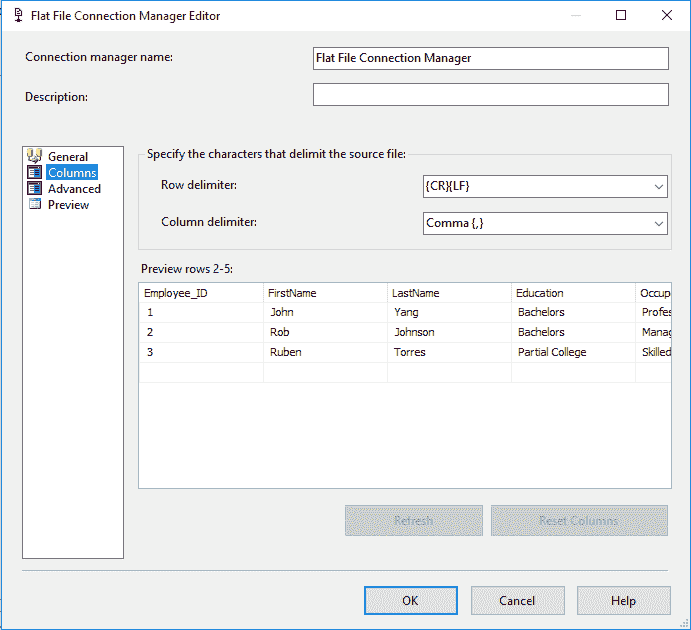 Flat File Connection Manager Editor
Connection manager name: Flat File Connection Manager
Description:
General
Columns
Advanced
Preview
Specify the characters that delimit the source file:
Row delimiter: {CR}{LF}
Column delimiter: Comma {,}
Preview rows 2-5:
Employee_ID FirstName LastName Education Occup
1 John Yang Bachelors Profes
2 Rob Johnson Bachelors Manag
3 Ruben Torres Partial College Skilled
Refresh Reset Columns
OK Cancel Help